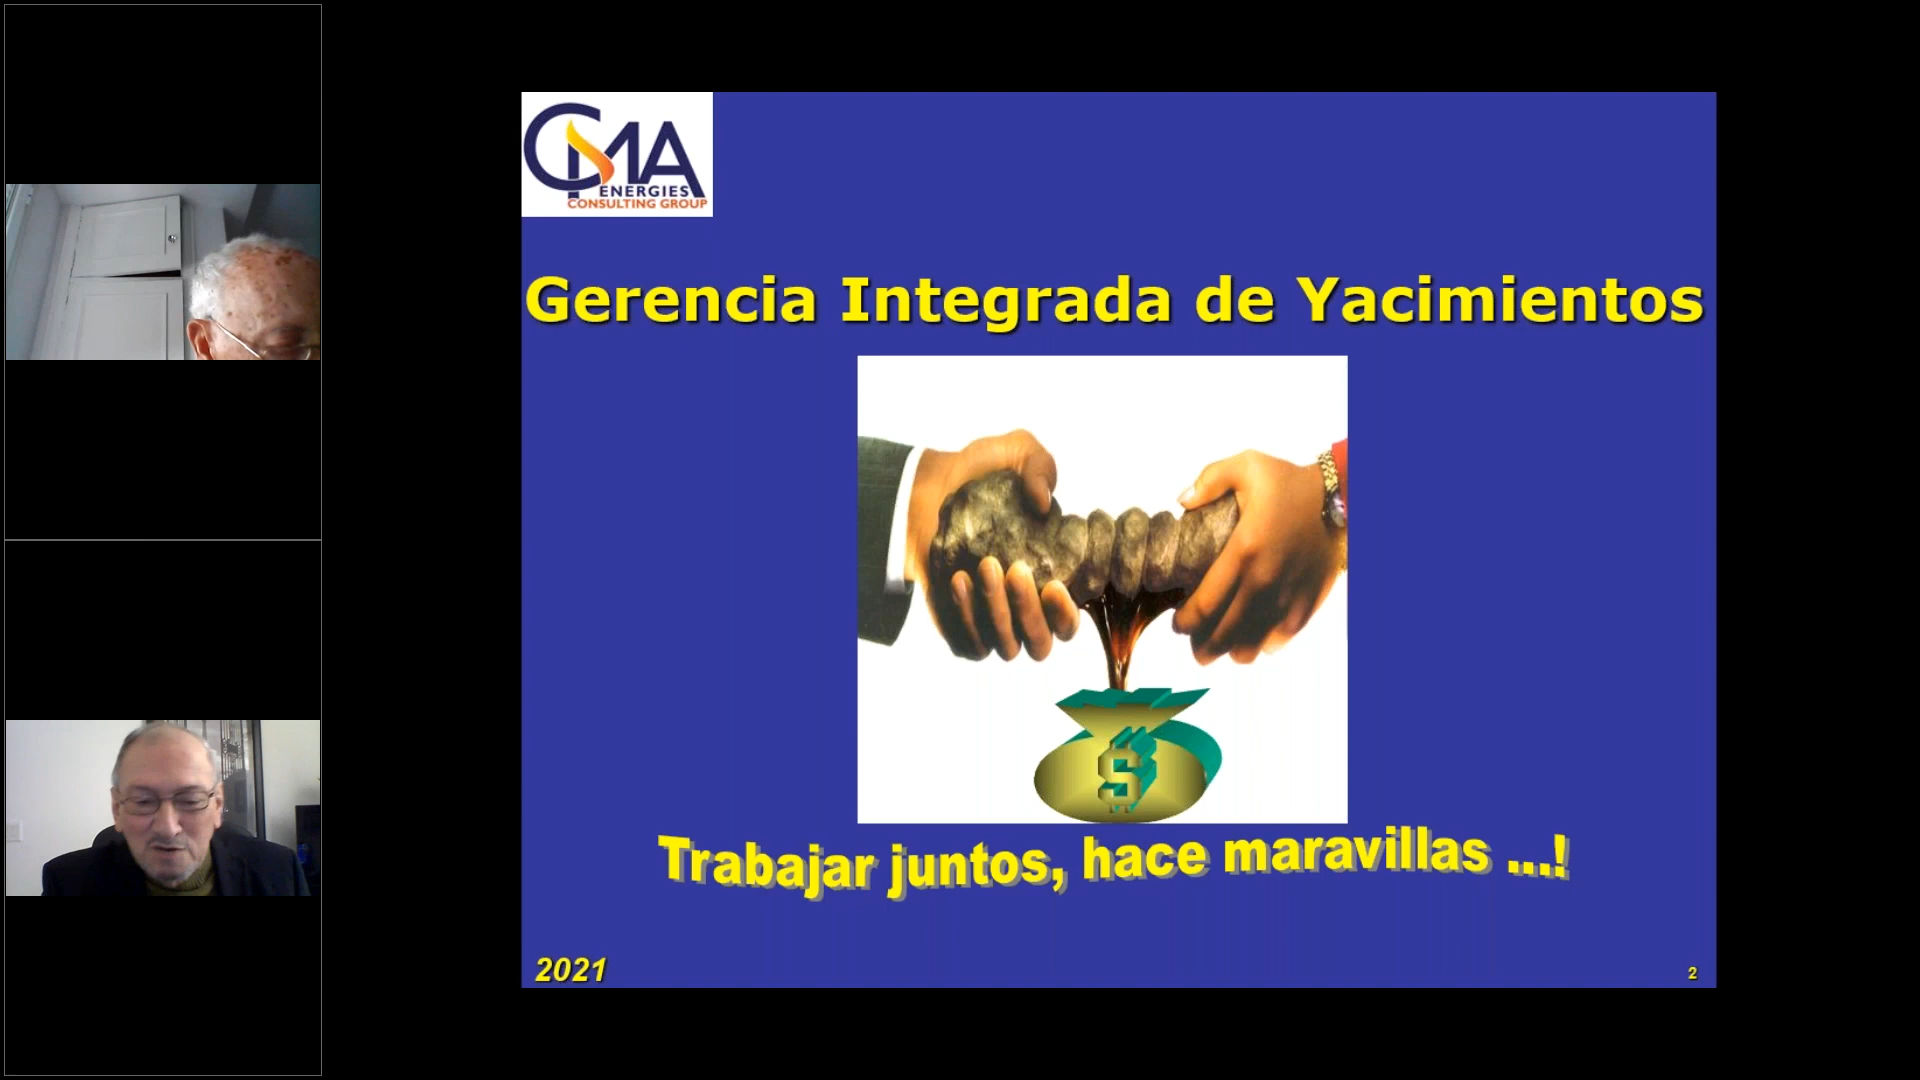 CMA
ENERGIES
CONSULTING GROUP
Gerencia Integrada de Yacimientos
$
Trabajar juntos, hace maravillas ...!
2021
2